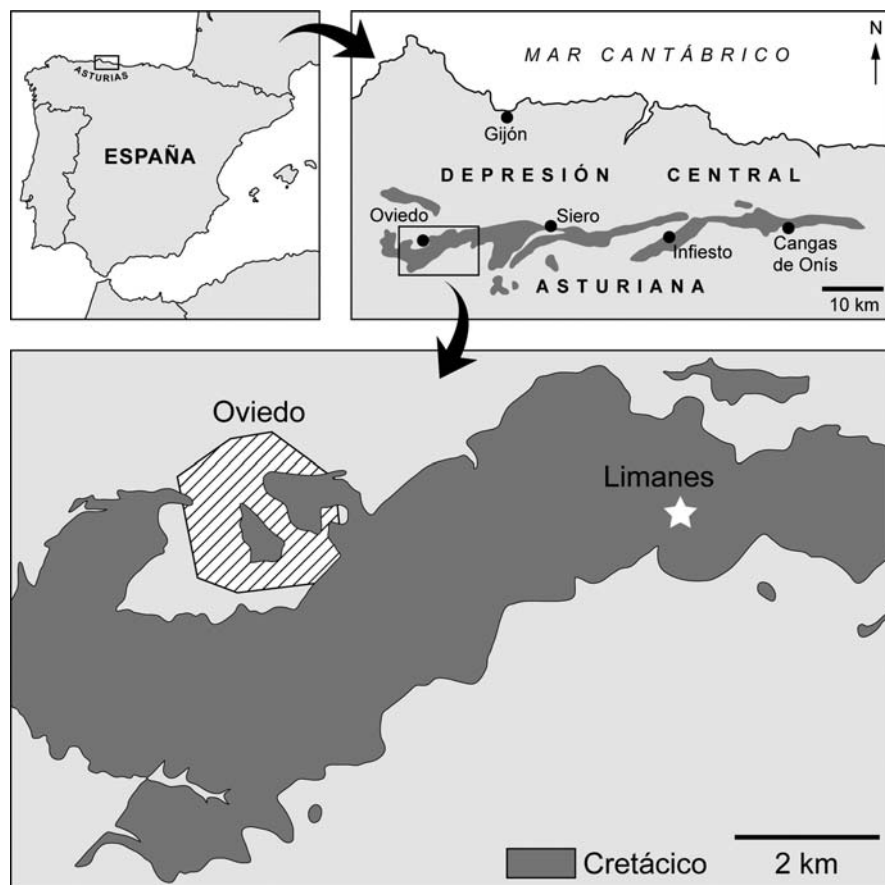 ASTURIAS
ESPAÑA
MAR CANTÁBRICO
N
Gijón
DEPRESIÓN CENTRAL
Oviedo
Siero
Infiesto
Cangas
de Onís
ASTURIANA
10 km
Oviedo
Limanes
Cretácico
2 km